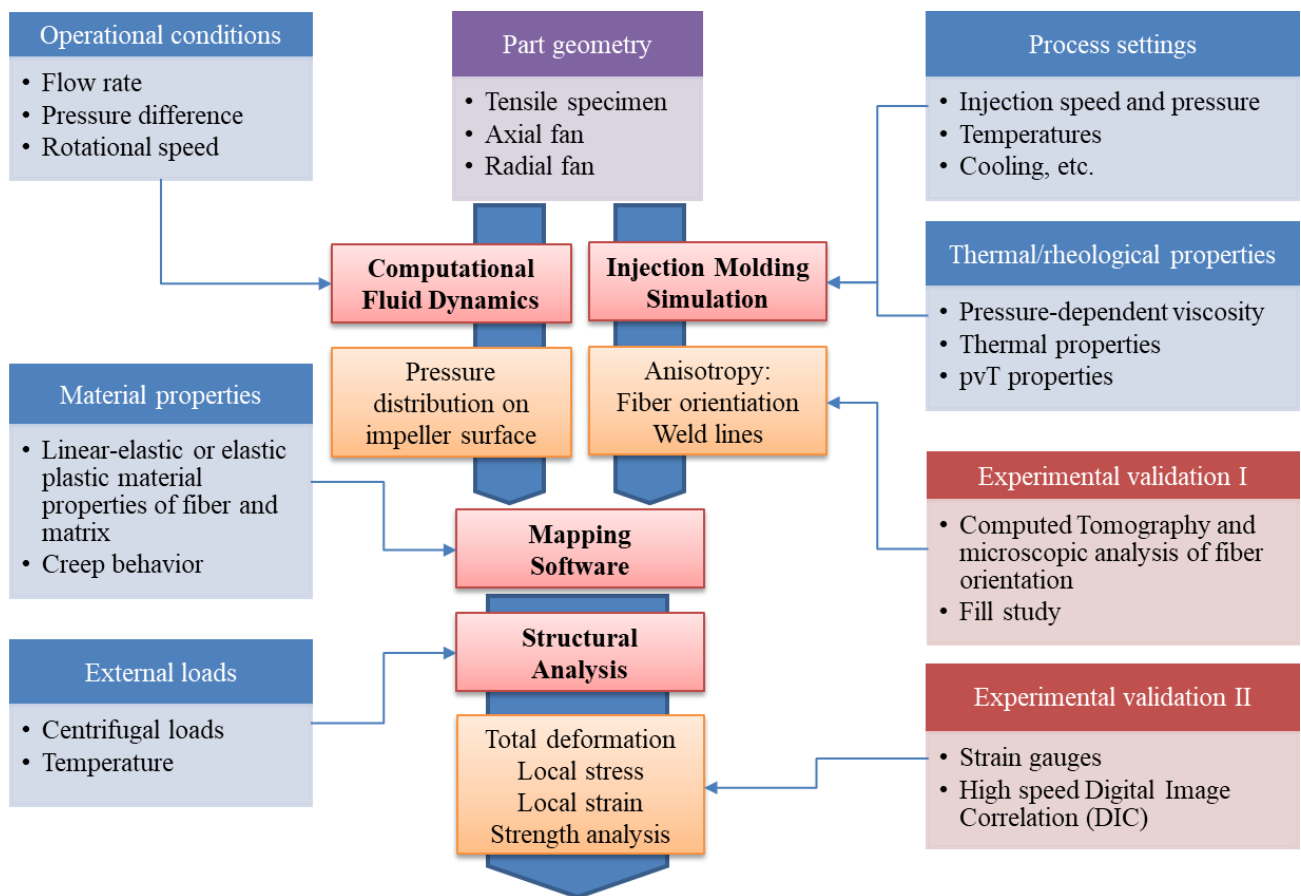 Operational conditions
• Flow rate
• Pressure difference
• Rotational speed
Part geometry
• Tensile specimen
• Axial fan
• Radial fan
Process settings
• Injection speed and pressure
• Temperatures
• Cooling, etc.
Computational
Fluid Dynamics
Injection Molding
Simulation
Thermal/rheological properties
• Pressure-dependent viscosity
• Thermal properties
• pvT properties
Pressure
distribution on
impeller surface
Anisotropy:
Fiber orientiation
Weld lines
Material properties
• Linear-elastic or elastic
plastic material
properties of fiber and
matrix
• Creep behavior
Experimental validation I
• Computed Tomography and
microscopic analysis of fiber
orientation
• Fill study
Mapping
Software
Structural
Analysis
External loads
• Centrifugal loads
• Temperature
Total deformation
Local stress
Local strain
Strength analysis
Experimental validation II
• Strain gauges
• High speed Digital Image
Correlation (DIC)